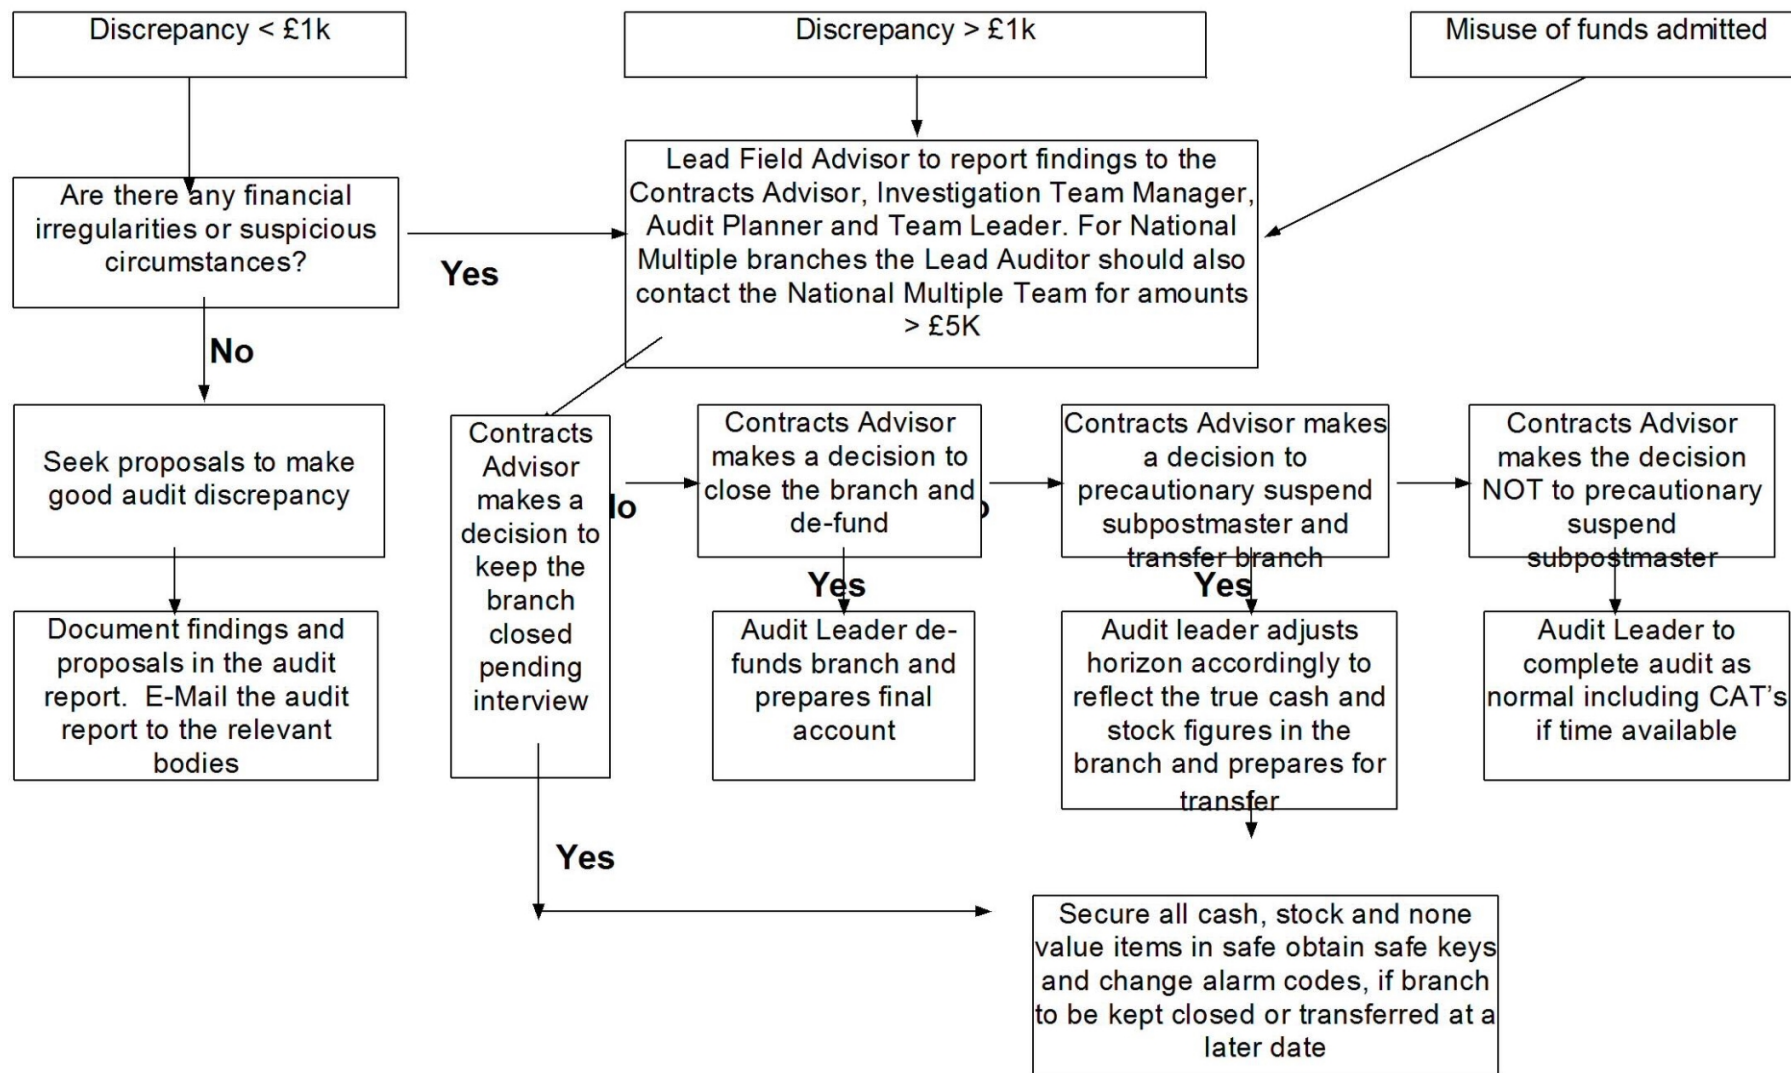 Discrepancy < £1k
Discrepancy > £1k
Misuse of funds admitted
Are there any financial
irregularities or suspicious
circumstances?
Yes
Lead Field Advisor to report findings to the
Contracts Advisor, Investigation Team Manager,
Audit Planner and Team Leader. For National
Multiple branches the Lead Auditor should also
contact the National Multiple Team for amounts
> £5K
No
Seek proposals to make
good audit discrepancy
Document findings and
proposals in the audit
report.  E-Mail the audit
report to the relevant
bodies
Contracts
Advisor
makes a
decision to
keep the
branch
closed
pending
interview
Contracts Advisor
makes a decision to
close the branch and
de-fund
Contracts Advisor makes
a decision to
precautionary suspend
subpostmaster and
transfer branch
Contracts Advisor
makes the decision
NOT to precautionary
suspend
subpostmaster
Yes
Yes
Audit Leader de-
funds branch and
prepares final
account
Audit leader adjusts
horizon accordingly to
reflect the true cash and
stock figures in the
branch and prepares for
transfer
Audit Leader to
complete audit as
normal including CAT's
if time available
Yes
Secure all cash, stock and none
value items in safe obtain safe keys
and change alarm codes, if branch
to be kept closed or transferred at a
later date